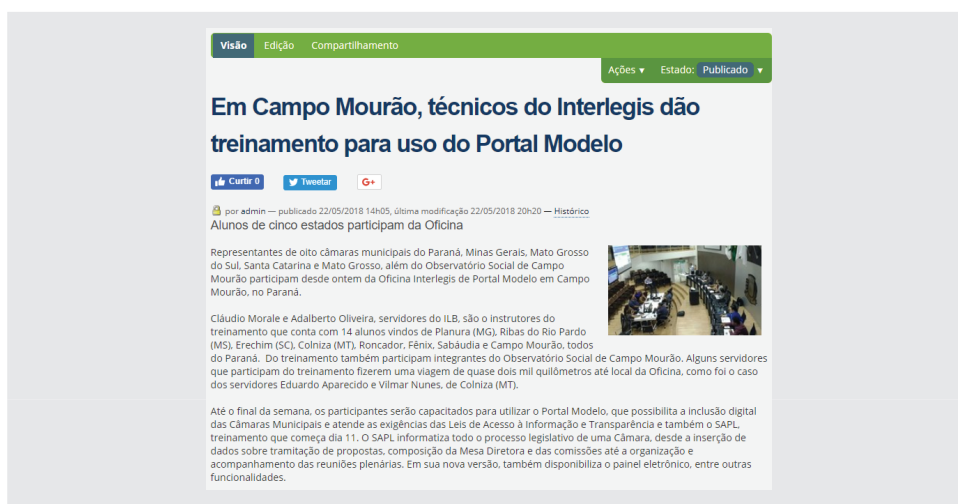 Visão Edição Compartilhamento
Ações ▾ Estado: Publicado ▾
Em Campo Mourão, técnicos do Interlegis dão
treinamento para uso do Portal Modelo
Curtir 0 Tweetar G+
por admin — publicado 22/05/2018 14h05, última modificação 22/05/2018 20h20 — Histórico
Alunos de cinco estados participam da Oficina
Representantes de oito câmaras municipais do Paraná, Minas Gerais, Mato Grosso
do Sul, Santa Catarina e Mato Grosso, além do Observatório Social de Campo
Mourão participam desde ontem da Oficina Interlegis de Portal Modelo em Campo
Mourão, no Paraná.
Cláudio Morale e Adalberto Oliveira, servidores do ILB, são o instrutores do
treinamento que conta com 14 alunos vindos de Planura (MG), Ribas do Rio Pardo
(MS), Erechim (SC), Colniza (MT), Roncador, Fênix, Sabáudia e Campo Mourão, todos
do Paraná. Do treinamento também participam integrantes do Observatório Social de Campo Mourão. Alguns servidores
que participam do treinamento fizerem uma viagem de quase dois mil quilômetros até local da Oficina, como foi o caso
dos servidores Eduardo Aparecido e Vilmar Nunes, de Colniza (MT).
Até o final da semana, os participantes serão capacitados para utilizar o Portal Modelo, que possibilita a inclusão digital
das Câmaras Municipais e atende as exigências das Leis de Acesso à Informação e Transparência e também o SAPL,
treinamento que começa dia 11. O SAPL informatiza todo o processo legislativo de uma Câmara, desde a inserção de
dados sobre tramitação de propostas, composição da Mesa Diretora e das comissões até a organização e
acompanhamento das reuniões plenárias. Em sua nova versão, também disponibiliza o painel eletrônico, entre outras
funcionalidades.